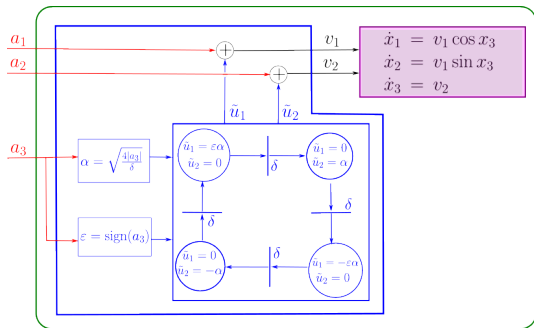 a₁
v₁
ẋ₁ = v₁ cos x₃
a₂
v₂
ẋ₂ = v₁ sin x₃
ẋ₃ = v₂
ũ₁
ũ₂
a₃
α = √(4|a₃|/δ)
ũ₁ = εα
ũ₂ = 0
δ
ũ₁ = 0
ũ₂ = α
δ
δ
ε = sign(a₃)
ũ₁ = 0
ũ₂ = −α
δ
ũ₁ = −εα
ũ₂ = 0